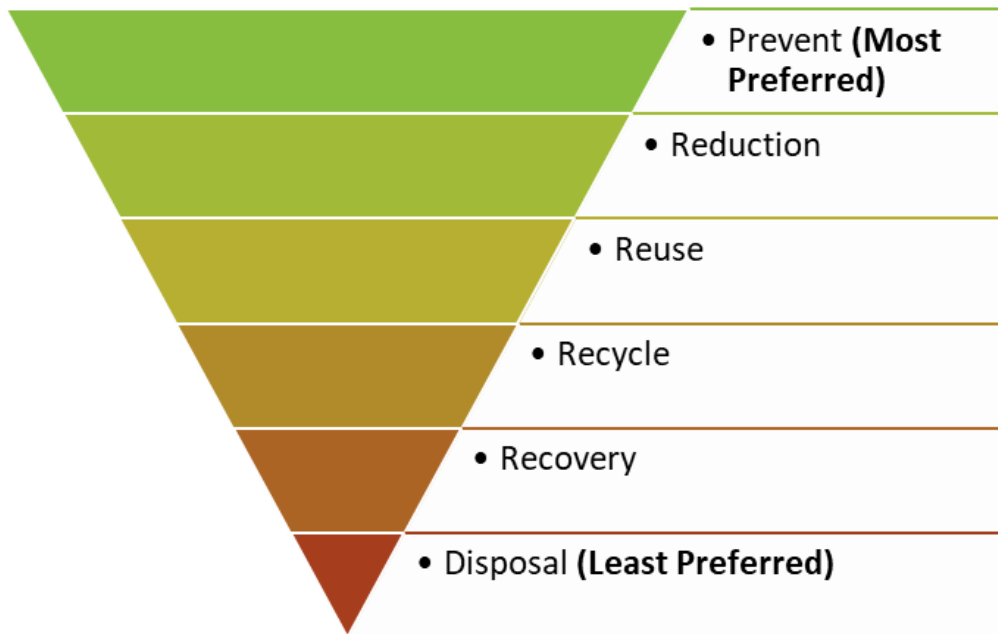 • Prevent (Most
Preferred)
• Reduction
• Reuse
• Recycle
• Recovery
• Disposal (Least Preferred)